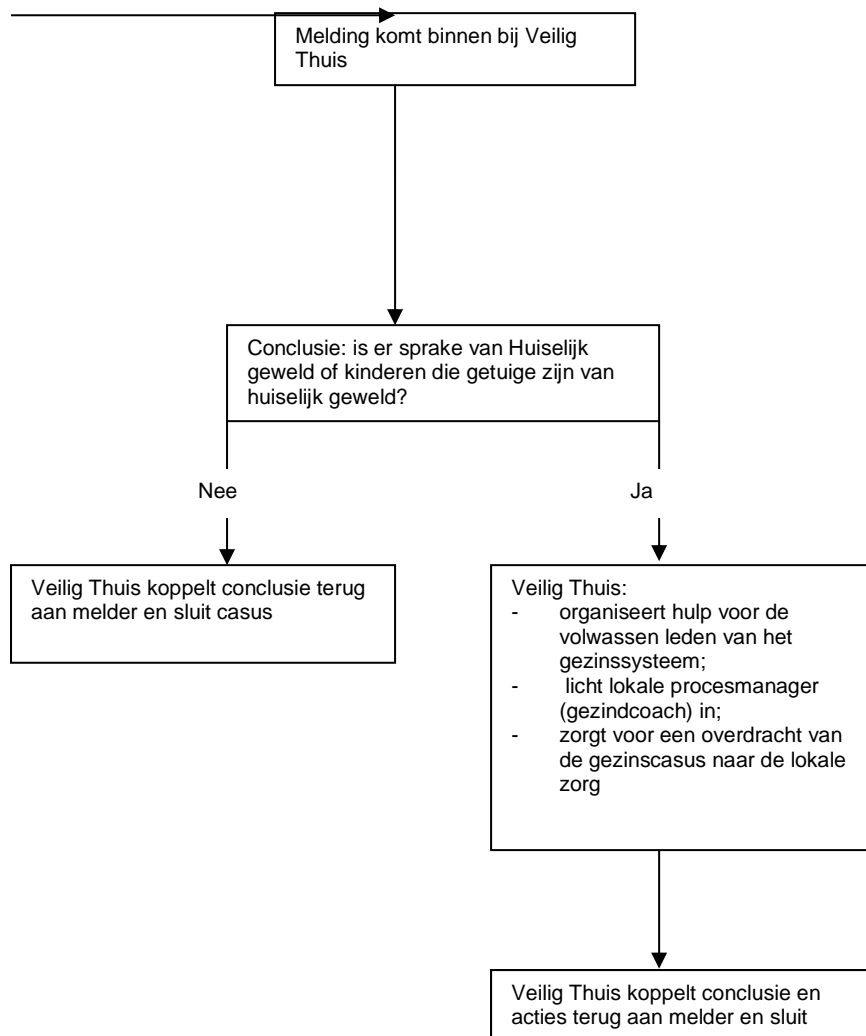 Melding komt binnen bij Veilig
Thuis
Conclusie: is er sprake van Huiselijk
geweld of kinderen die getuige zijn van
huiselijk geweld?
Nee
Ja
Veilig Thuis koppelt conclusie terug
aan melder en sluit casus
Veilig Thuis:
- organiseert hulp voor de
volwassen leden van het
gezinssysteem;
- licht lokale procesmanager
(gezindcoach) in;
- zorgt voor een overdracht van
de gezinscasus naar de lokale
zorg
Veilig Thuis koppelt conclusie en
acties terug aan melder en sluit